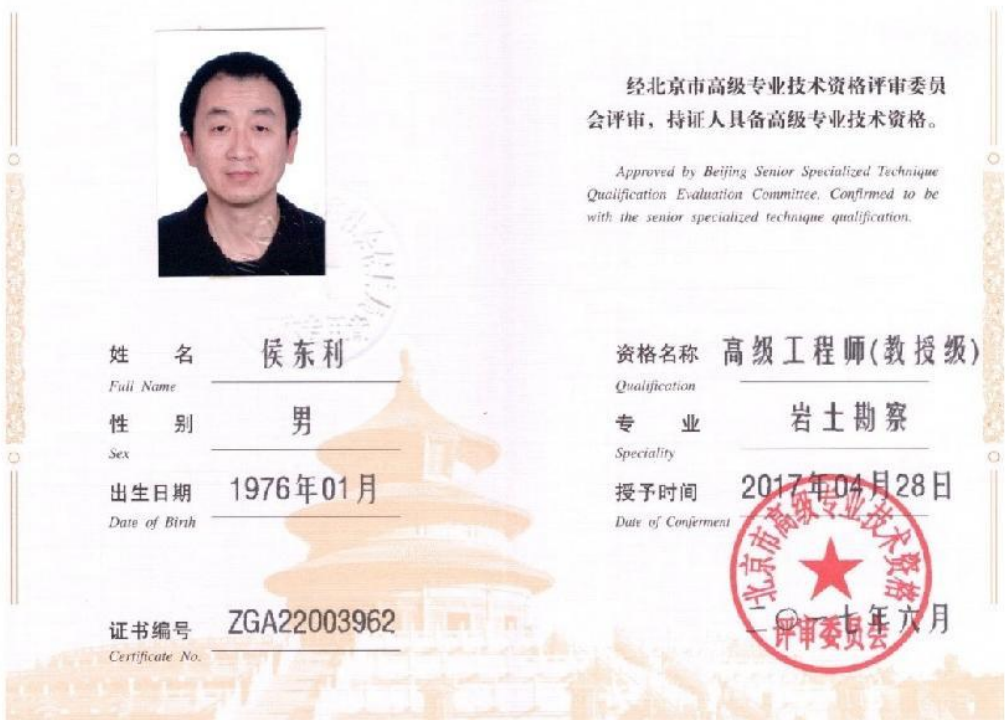 经北京市高级专业技术资格评审委员
会评审，持证人具备高级专业技术资格。
Approved by Beijing Senior Specialized Technique
Qualification Evaluation Committee. Confirmed to be
with the senior specialized technique qualification.
姓 名 侯东利
Full Name
性 别 男
Sex
出生日期 1976年01月
Date of Birth
证书编号 ZGA22003962
Certificate No.
资格名称 高级工程师(教授级)
Qualification
专 业 岩土勘察
Speciality
授予时间 2017年04月28日
Date of Conferment
北京市高级专业技术资格
评审委员会
二〇一七年六月